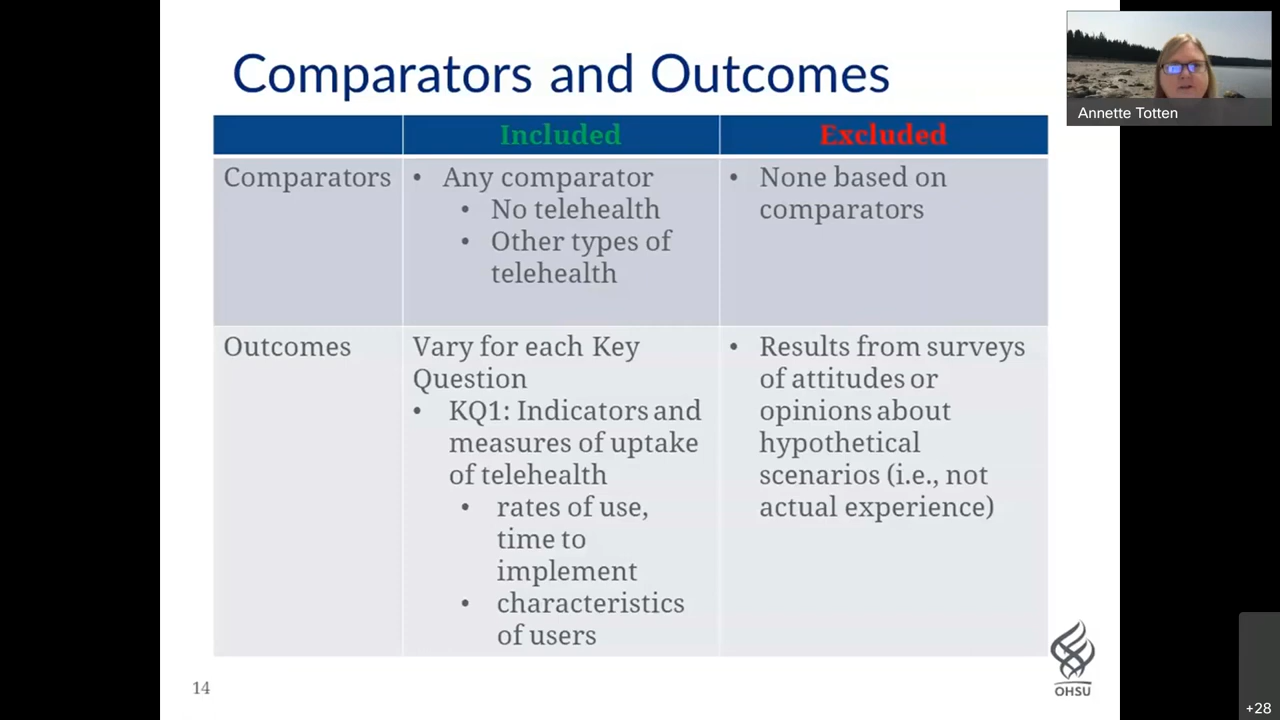 Comparators and Outcomes
Annette Totten
Included
Excluded
Comparators
• Any comparator
• No telehealth
• Other types of
telehealth
• None based on
comparators
Outcomes
Vary for each Key
Question
• KQ1: Indicators and
measures of uptake
of telehealth
• rates of use,
time to
implement
• characteristics
of users
• Results from surveys
of attitudes or
opinions about
hypothetical
scenarios (i.e., not
actual experience)
14
OHSU
+28